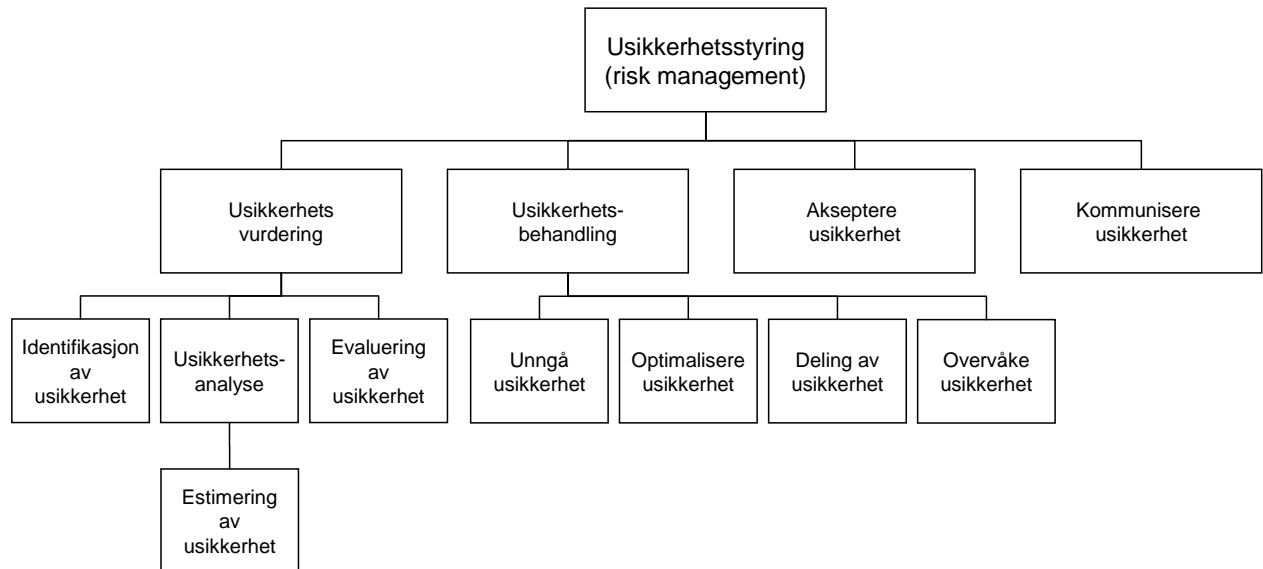 Usikkerhetsstyring
(risk management)
Usikkerhets
vurdering
Usikkerhets-
behandling
Akseptere
usikkerhet
Kommunisere
usikkerhet
Identifikasjon
av
usikkerhet
Usikkerhets-
analyse
Evaluering
av
usikkerhet
Unngå
usikkerhet
Optimalisere
usikkerhet
Deling av
usikkerhet
Overvåke
usikkerhet
Estimering
av
usikkerhet